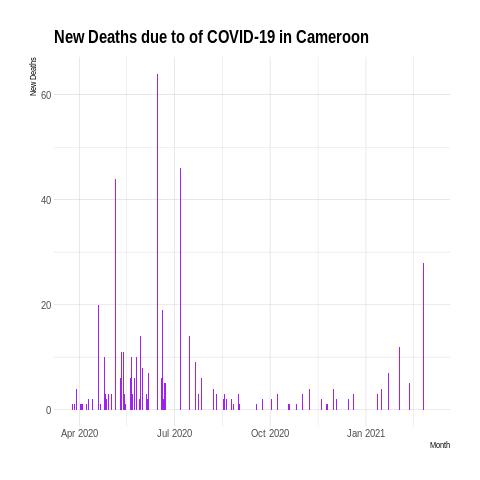 New Deaths due to of COVID-19 in Cameroon
New Deaths
60
40
20
0
Apr 2020
Jul 2020
Oct 2020
Jan 2021
Month